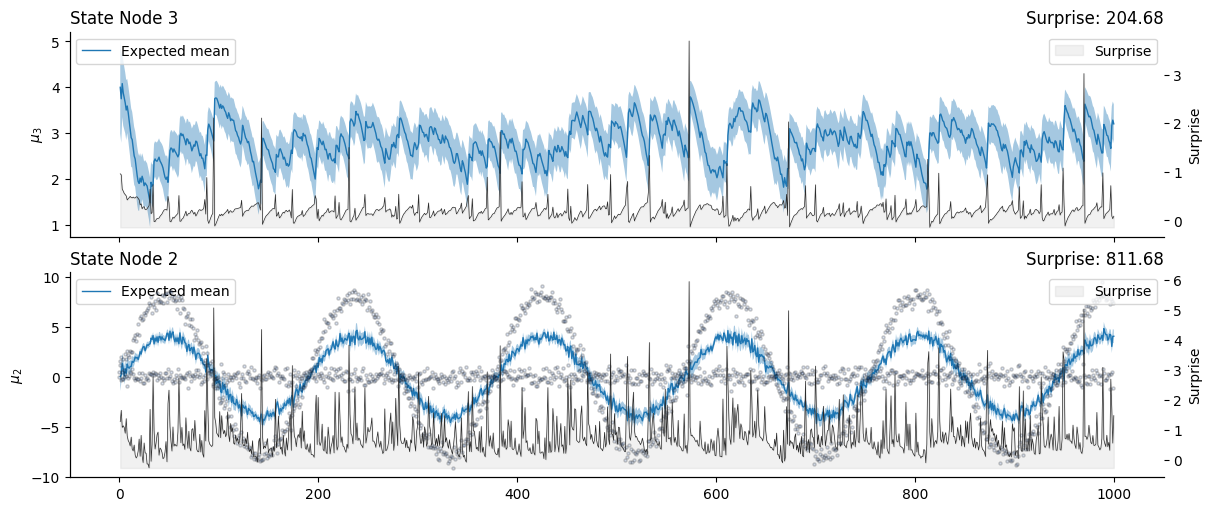 State Node 3
Surprise: 204.68
Expected mean
Surprise
5
4
3
2
1
μ3
3
2
1
0
Surprise
State Node 2
Surprise: 811.68
Expected mean
Surprise
10
5
0
−5
−10
μ2
6
5
4
3
2
1
0
Surprise
0
200
400
600
800
1000